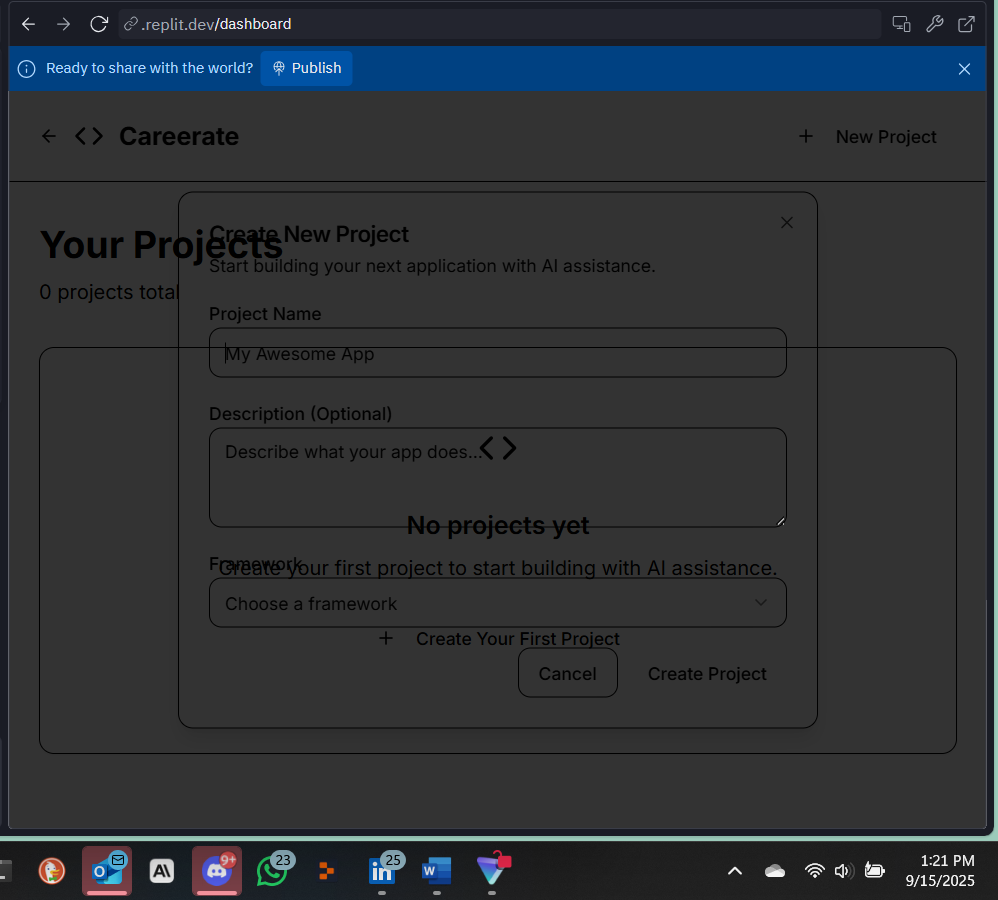 .replit.dev/dashboard
Ready to share with the world? Publish
Careerate
New Project
Your Projects
0 projects total
Create New Project
Start building your next application with AI assistance.
Project Name
My Awesome App
Description (Optional)
Describe what your app does...
No projects yet
Create your first project to start building with AI assistance.
Framework
Choose a framework
Create Your First Project
Cancel
Create Project
9+
23
25
1:21 PM
9/15/2025